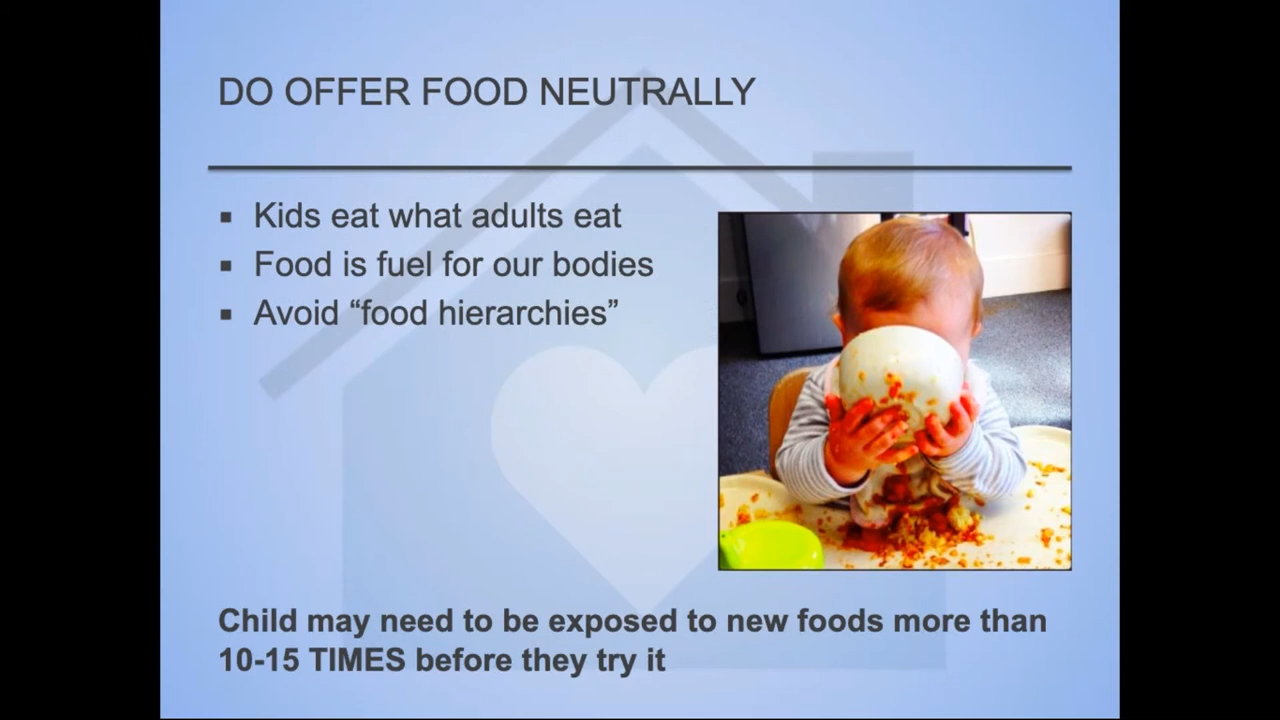 DO OFFER FOOD NEUTRALLY
▪ Kids eat what adults eat
▪ Food is fuel for our bodies
▪ Avoid “food hierarchies”
Child may need to be exposed to new foods more than
10-15 TIMES before they try it